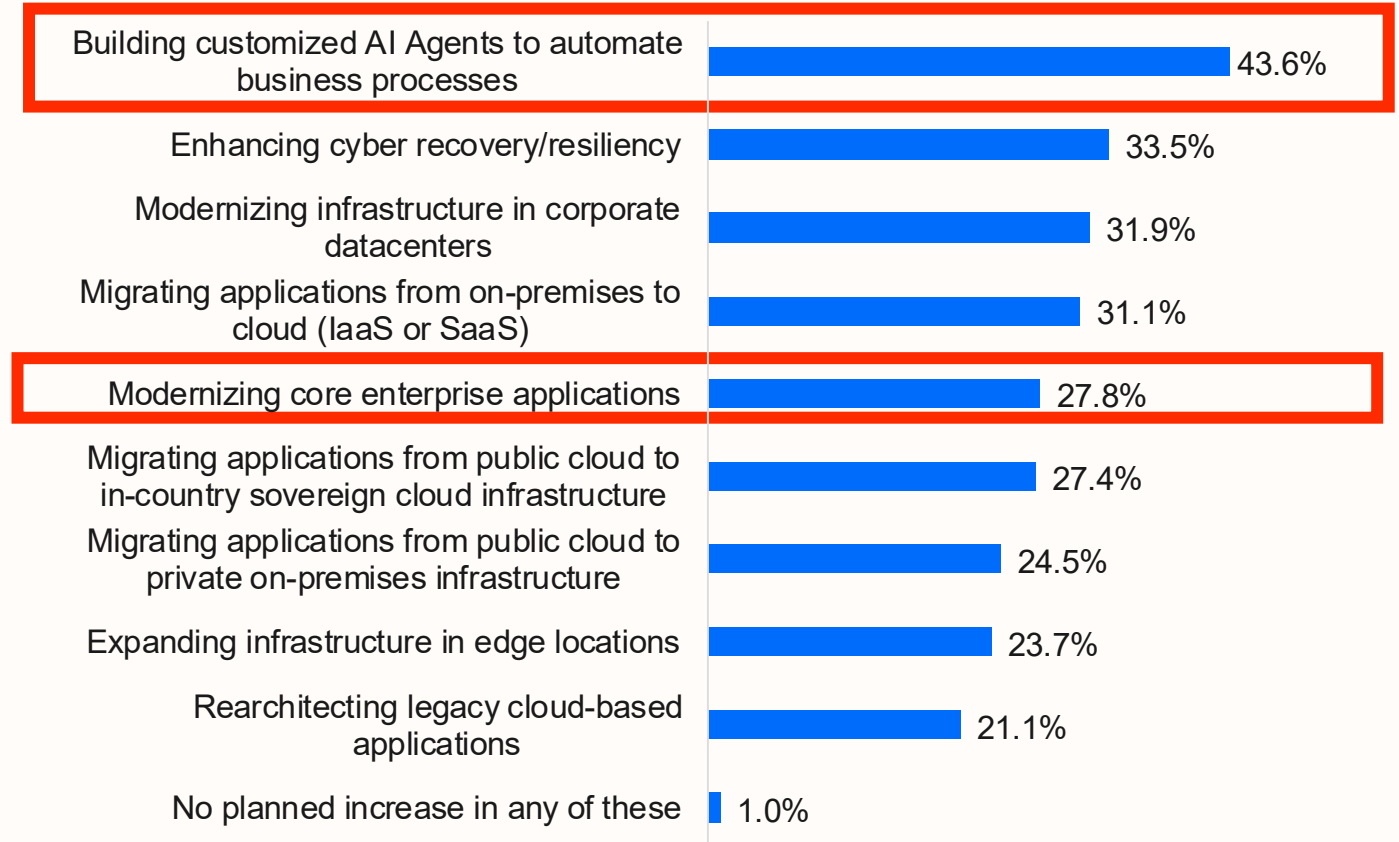 Building customized AI Agents to automate
business processes
43.6%
Enhancing cyber recovery/resiliency
33.5%
Modernizing infrastructure in corporate
datacenters
31.9%
Migrating applications from on-premises to
cloud (IaaS or SaaS)
31.1%
Modernizing core enterprise applications
27.8%
Migrating applications from public cloud to
in-country sovereign cloud infrastructure
27.4%
Migrating applications from public cloud to
private on-premises infrastructure
24.5%
Expanding infrastructure in edge locations
23.7%
Rearchitecting legacy cloud-based
applications
21.1%
No planned increase in any of these
1.0%